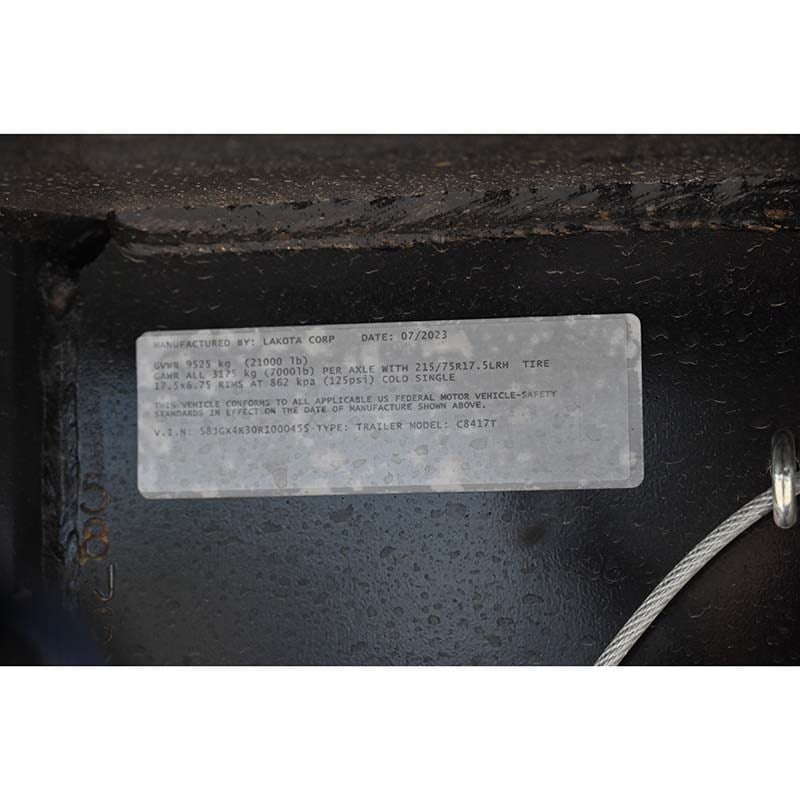 MANUFACTURED BY: LAKOTA CORP DATE: 07/2023
GVWR 9525 kg (21000 lb)
GAWR ALL 3175 kg (7000lb) PER AXLE WITH 215/75R17.5LRH TIRE
17.5x6.75 RIMS AT 862 kpa (125psi) COLD SINGLE
THIS VEHICLE CONFORMS TO ALL APPLICABLE US FEDERAL MOTOR VEHICLE-SAFETY
STANDARDS IN EFFECT ON THE DATE OF MANUFACTURE SHOWN ABOVE.
V.I.N: TYPE: TRAILER MODEL: C8417T